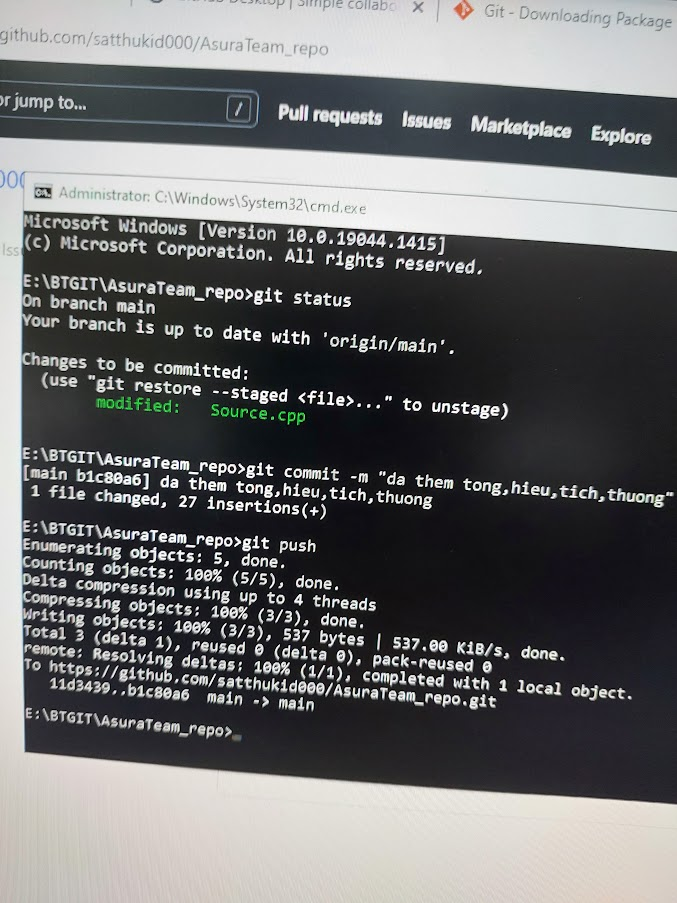 Desktop | Simple collabo
Git - Downloading Package
github.com/satthukid000/AsuraTeam_repo
or jump to...
/
Pull requests Issues Marketplace Explore
Administrator: C:\Windows\System32\cmd.exe
Microsoft Windows [Version 10.0.19044.1415]
(c) Microsoft Corporation. All rights reserved.
E:\BTGIT\AsuraTeam_repo>git status
On branch main
Your branch is up to date with 'origin/main'.
Changes to be committed:
(use "git restore --staged <file>..." to unstage)
modified: Source.cpp
E:\BTGIT\AsuraTeam_repo>git commit -m "da them tong,hieu,tich,thuong"
[main b1c80a6] da them tong,hieu,tich,thuong
1 file changed, 27 insertions(+)
E:\BTGIT\AsuraTeam_repo>git push
Enumerating objects: 5, done.
Counting objects: 100% (5/5), done.
Delta compression using up to 4 threads
Compressing objects: 100% (3/3), done.
Writing objects: 100% (3/3), 537 bytes | 537.00 KiB/s, done.
Total 3 (delta 1), reused 0 (delta 0), pack-reused 0
remote: Resolving deltas: 100% (1/1), completed with 1 local object.
To https://github.com/satthukid000/AsuraTeam_repo.git
11d3439..b1c80a6 main -> main
E:\BTGIT\AsuraTeam_repo>